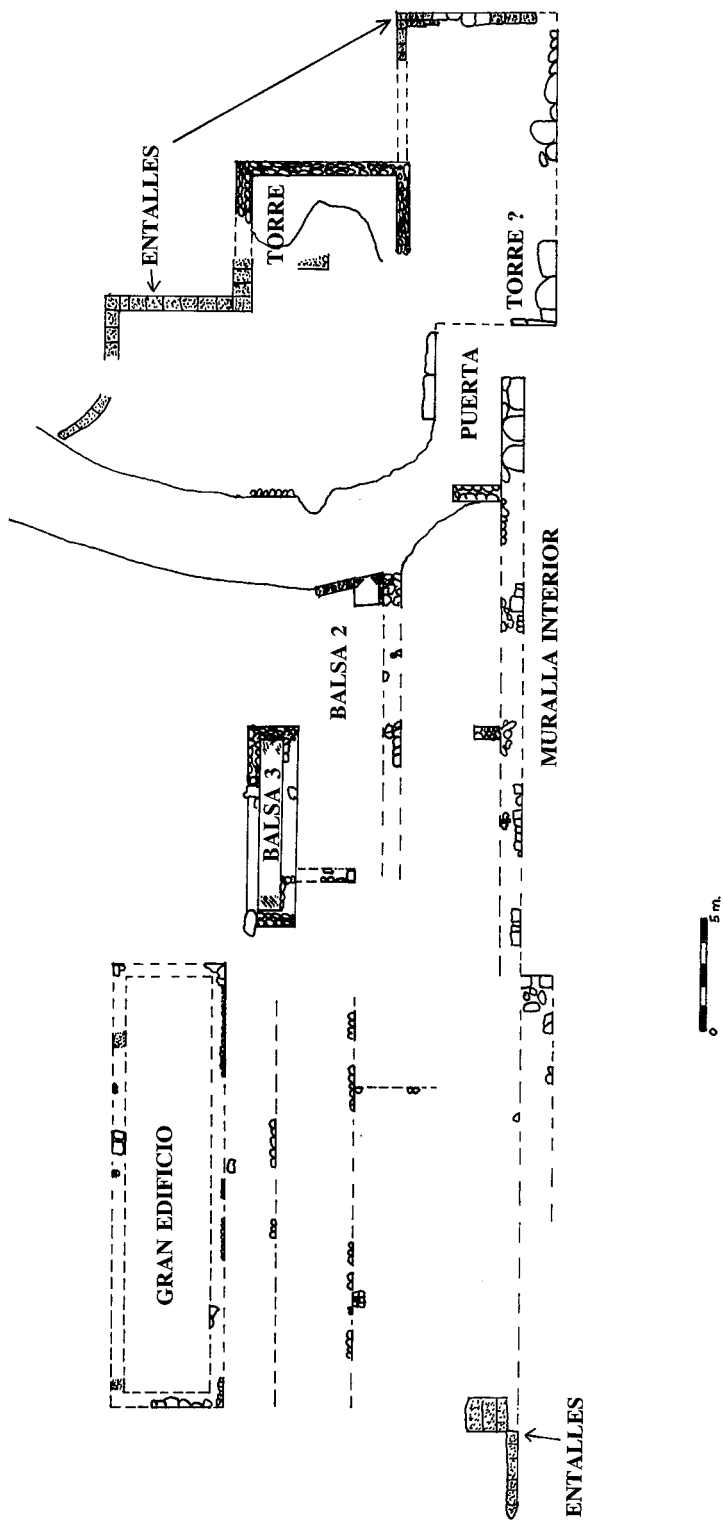 ENTALLES
TORRE
TORRE ?
PUERTA
BALSA 2
MURALLA INTERIOR
BALSA 3
GRAN EDIFICIO
ENTALLES
0 5 m.